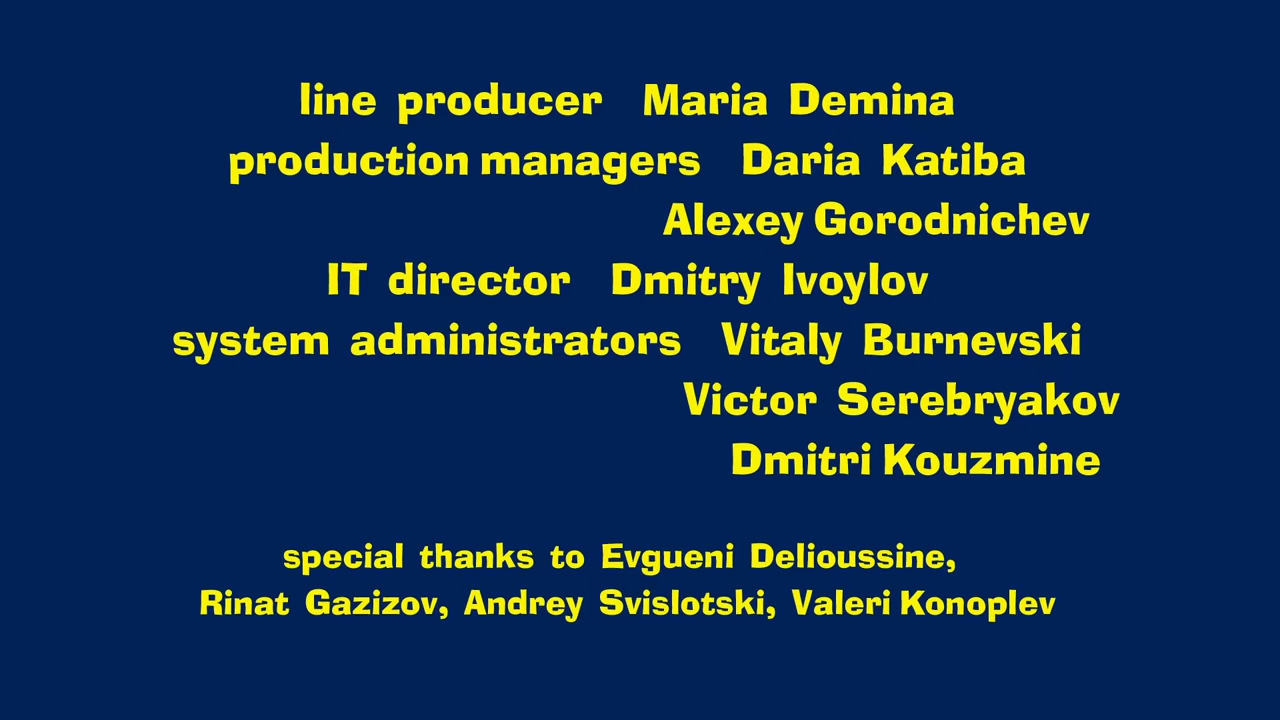 line producer Maria Demina
production managers Daria Katiba
Alexey Gorodnichev
IT director Dmitry Ivoylov
system administrators Vitaly Burnevski
Victor Serebryakov
Dmitri Kouzmine
special thanks to Evgueni Delioussine,
Rinat Gazizov, Andrey Svislotski, Valeri Konoplev